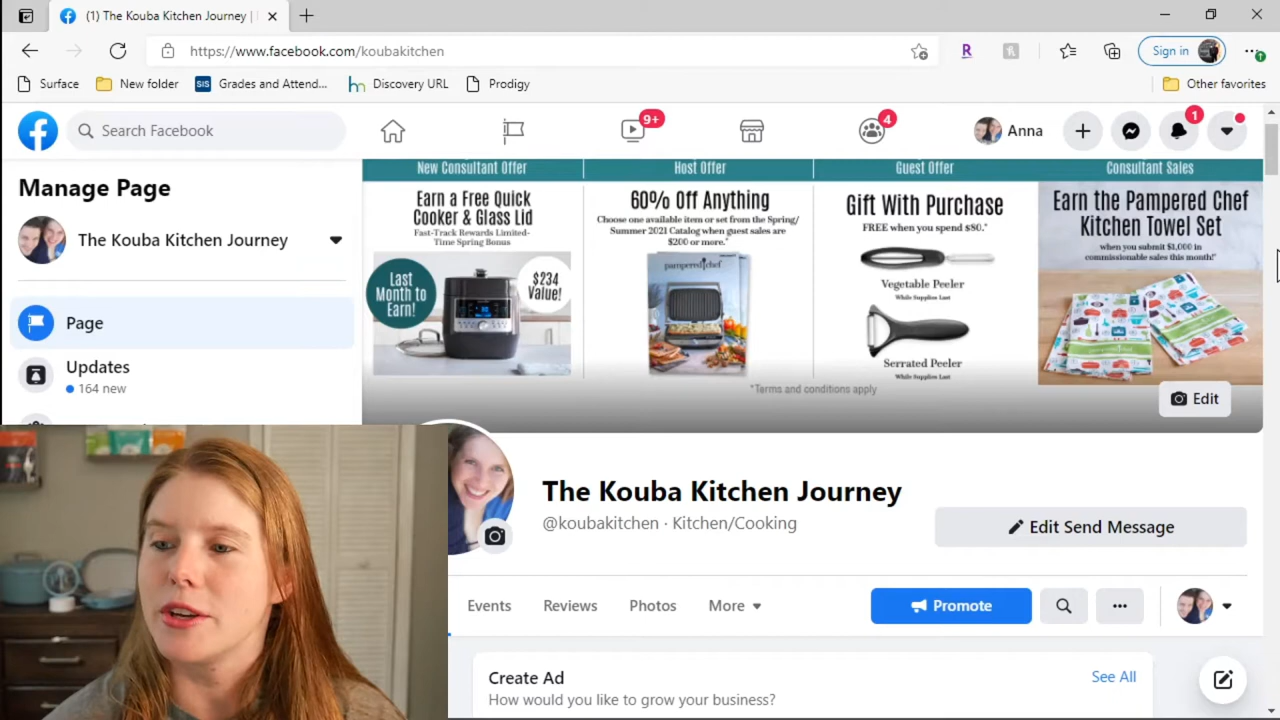 (1) The Kouba Kitchen Journey |
https://www.facebook.com/koubakitchen
R
Sign in
Surface
New folder
SIS
Grades and Attend...
Discovery URL
Prodigy
Other favorites
Search Facebook
9+
4
Anna
1
Manage Page
The Kouba Kitchen Journey
Page
Updates
164 new
New Consultant Offer
Earn a Free Quick
Cooker & Glass Lid
Fast-Track Rewards Limited-
Time Spring Bonus
Last
Month to
Earn!
$234
Value!
Host Offer
60% Off Anything
Choose one available item or set from the Spring/
Summer 2021 Catalog when guest sales are
$200 or more.*
pampered chef
Guest Offer
Gift With Purchase
FREE when you spend $80.*
Vegetable Peeler
While Supplies Last
Serrated Peeler
While Supplies Last
Consultant Sales
Earn the Pampered Chef
Kitchen Towel Set
when you submit $1,000 in
commissionable sales this month!*
*Terms and conditions apply
Edit
The Kouba Kitchen Journey
@koubakitchen · Kitchen/Cooking
Edit Send Message
Events
Reviews
Photos
More
Promote
Create Ad
See All
How would you like to grow your business?